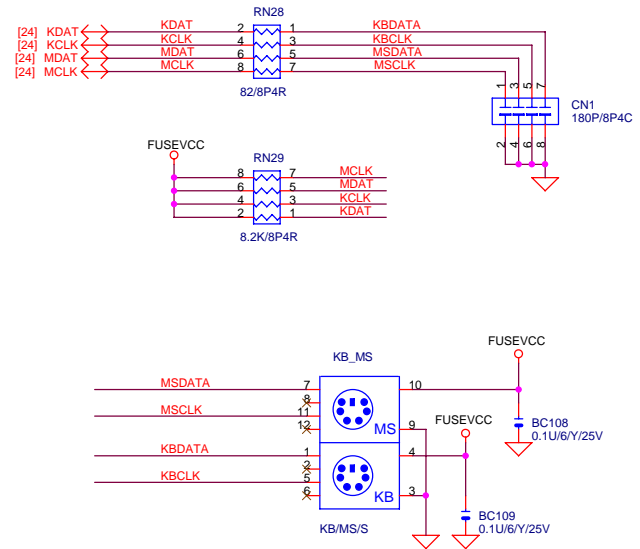 RN28
[24] KDAT KDAT 2 1 KBDATA
[24] KCLK KCLK 4 3 KBCLK
[24] MDAT MDAT 6 5 MSDATA
[24] MCLK MCLK 8 7 MSCLK
82/8P4R
1 3 5 7
CN1
180P/8P4C
2 4 6 8
FUSEVCC
RN29
8 7 MCLK
6 5 MDAT
4 3 KCLK
2 1 KDAT
8.2K/8P4R
KB_MS
FUSEVCC
MSDATA 7 10
8
MSCLK 11
12 MS 9
FUSEVCC
BC108
0.1U/6/Y/25V
KBDATA 1 4
2
KBCLK 5
6 KB 3
KB/MS/S
BC109
0.1U/6/Y/25V